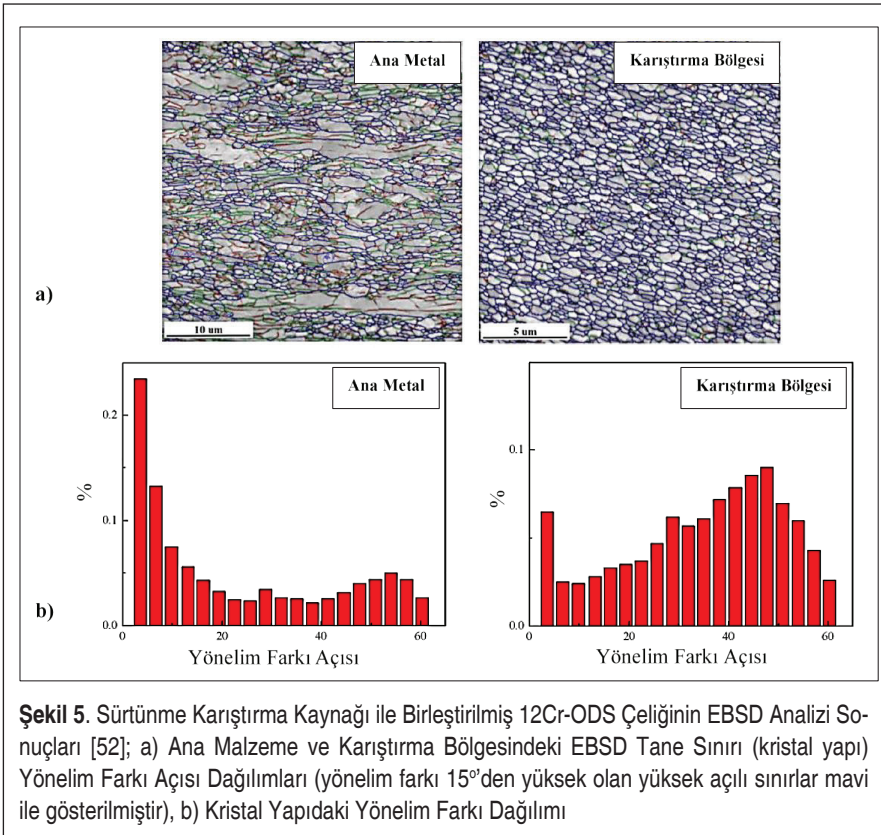 Ana Metal
Karıştırma Bölgesi
a)
10 um
5 um
Ana Metal
Karıştırma Bölgesi
0.2
0.1
%
%
0.1
b)
0.0
0.0
0
20
40
60
0
20
40
60
Yönelim Farkı Açısı
Yönelim Farkı Açısı
Şekil 5. Sürtünme Karıştırma Kaynağı ile Birleştirilmiş 12Cr-ODS Çeliğinin EBSD Analizi So-
nuçları [52]; a) Ana Malzeme ve Karıştırma Bölgesindeki EBSD Tane Sınırı (kristal yapı)
Yönelim Farkı Açısı Dağılımları (yönelim farkı 15º’den yüksek olan yüksek açılı sınırlar mavi
ile gösterilmiştir), b) Kristal Yapıdaki Yönelim Farkı Dağılımı